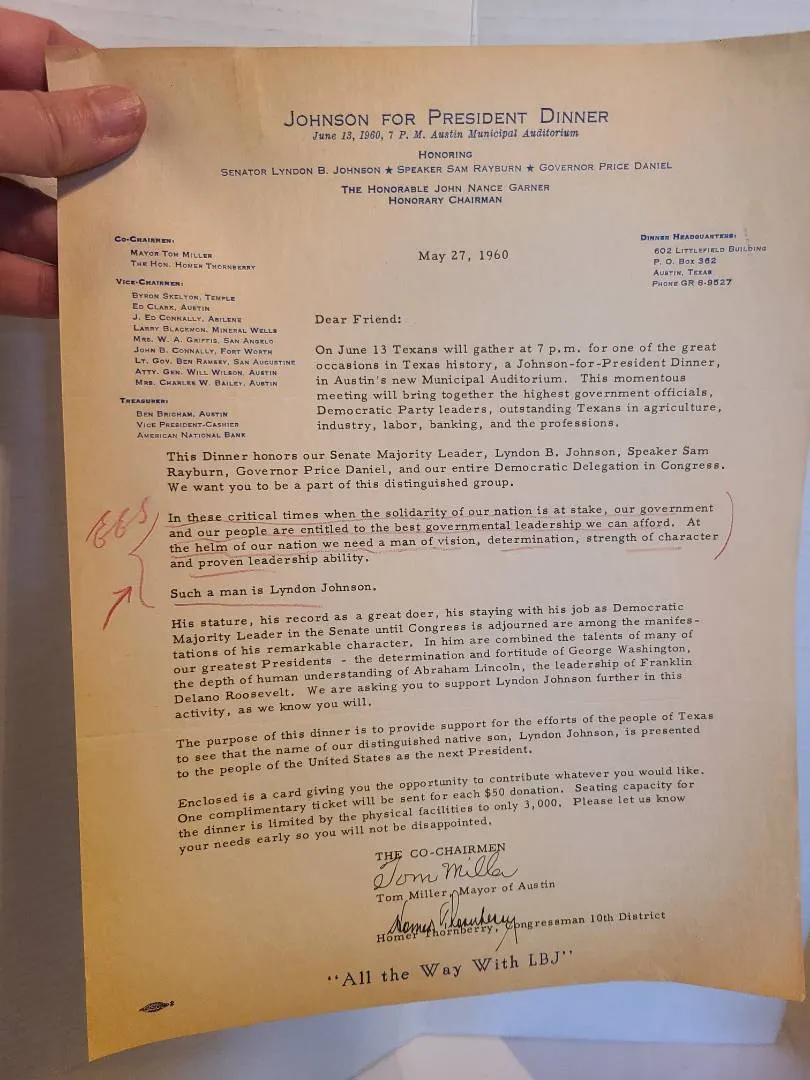 JOHNSON FOR PRESIDENT DINNER
June 13, 1960, 7 P. M. Austin Municipal Auditorium
HONORING
SENATOR LYNDON B. JOHNSON ★ SPEAKER SAM RAYBURN ★ GOVERNOR PRICE DANIEL
THE HONORABLE JOHN NANCE GARNER
HONORARY CHAIRMAN
CO-CHAIRMEN:
MAYOR TOM MILLER
THE HON. HOMER THORNBERRY
VICE-CHAIRMEN:
BYRON SKELTON, TEMPLE
ED CLARK, AUSTIN
J. ED CONNALLY, ABILENE
LARRY BLACKMON, MINERAL WELLS
MRS. W. A. GRIFFIS, SAN ANGELO
JOHN B. CONNALLY, FORT WORTH
LT. GOV. BEN RAMSEY, SAN AUGUSTINE
ATTY. GEN. WILL WILSON, AUSTIN
MRS. CHARLES W. BAILEY, AUSTIN
TREASURER:
BEN BRIGHAM, AUSTIN
VICE PRESIDENT-CASHIER
AMERICAN NATIONAL BANK
DINNER HEADQUARTERS:
602 LITTLEFIELD BUILDING
P. O. BOX 362
AUSTIN, TEXAS
PHONE GR 8-9527
May 27, 1960
Dear Friend:
On June 13 Texans will gather at 7 p.m. for one of the great
occasions in Texas history, a Johnson-for-President Dinner,
in Austin's new Municipal Auditorium. This momentous
meeting will bring together the highest government officials,
Democratic Party leaders, outstanding Texans in agriculture,
industry, labor, banking, and the professions.
This Dinner honors our Senate Majority Leader, Lyndon B. Johnson, Speaker Sam
Rayburn, Governor Price Daniel, and our entire Democratic Delegation in Congress.
We want you to be a part of this distinguished group.
In these critical times when the solidarity of our nation is at stake, our government
and our people are entitled to the best governmental leadership we can afford. At
the helm of our nation we need a man of vision, determination, strength of character
and proven leadership ability.
Such a man is Lyndon Johnson.
His stature, his record as a great doer, his staying with his job as Democratic
Majority Leader in the Senate until Congress is adjourned are among the manifes-
tations of his remarkable character. In him are combined the talents of many of
our greatest Presidents - the determination and fortitude of George Washington,
the depth of human understanding of Abraham Lincoln, the leadership of Franklin
Delano Roosevelt. We are asking you to support Lyndon Johnson further in this
activity, as we know you will.
The purpose of this dinner is to provide support for the efforts of the people of Texas
to see that the name of our distinguished native son, Lyndon Johnson, is presented
to the people of the United States as the next President.
Enclosed is a card giving you the opportunity to contribute whatever you would like.
One complimentary ticket will be sent for each $50 donation. Seating capacity for
the dinner is limited by the physical facilities to only 3,000. Please let us know
your needs early so you will not be disappointed.
THE CO-CHAIRMEN
Tom Miller
Tom Miller, Mayor of Austin
Homer Thornberry
Homer Thornberry, Congressman 10th District
"All the Way With LBJ"